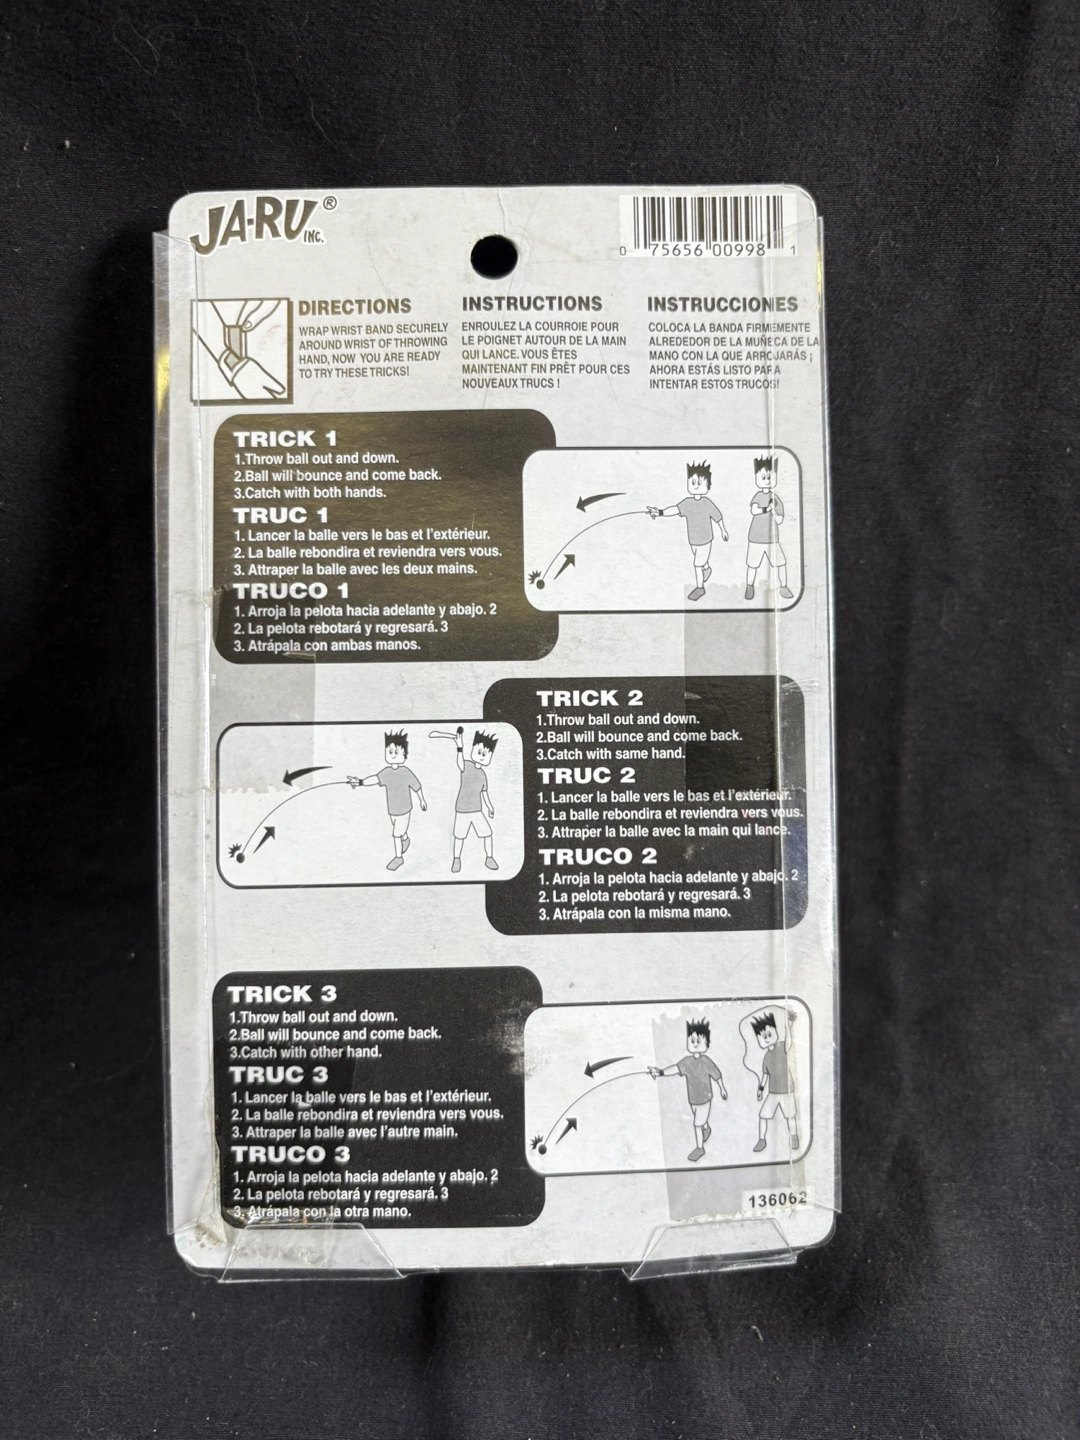 JA-RU® INC.
0 75656 00998 1
DIRECTIONS
WRAP WRIST BAND SECURELY
AROUND WRIST OF THROWING
HAND, NOW YOU ARE READY
TO TRY THESE TRICKS!
INSTRUCTIONS
ENROULEZ LA COURROIE POUR
LE POIGNET AUTOUR DE LA MAIN
QUI LANCE. VOUS ÊTES
MAINTENANT FIN PRÊT POUR CES
NOUVEAUX TRUCS !
INSTRUCCIONES
COLOCA LA BANDA FIRMEMENTE
ALREDEDOR DE LA MUÑECA DE LA
MANO CON LA QUE ARROJARÁS ¡
AHORA ESTÁS LISTO PARA
INTENTAR ESTOS TRUCOS!
TRICK 1
1.Throw ball out and down.
2.Ball will bounce and come back.
3.Catch with both hands.
TRUC 1
1. Lancer la balle vers le bas et l'extérieur.
2. La balle rebondira et reviendra vers vous.
3. Attraper la balle avec les deux mains.
TRUCO 1
1. Arroja la pelota hacia adelante y abajo. 2
2. La pelota rebotará y regresará. 3
3. Atrápala con ambas manos.
TRICK 2
1.Throw ball out and down.
2.Ball will bounce and come back.
3.Catch with same hand.
TRUC 2
1. Lancer la balle vers le bas et l'extérieur.
2. La balle rebondira et reviendra vers vous.
3. Attraper la balle avec la main qui lance.
TRUCO 2
1. Arroja la pelota hacia adelante y abajo. 2
2. La pelota rebotará y regresará. 3
3. Atrápala con la misma mano.
TRICK 3
1.Throw ball out and down.
2.Ball will bounce and come back.
3.Catch with other hand.
TRUC 3
1. Lancer la balle vers le bas et l'extérieur.
2. La balle rebondira et reviendra vers vous.
3. Attraper la balle avec l'autre main.
TRUCO 3
1. Arroja la pelota hacia adelante y abajo. 2
2. La pelota rebotará y regresará. 3
3. Atrápala con la otra mano.
136062